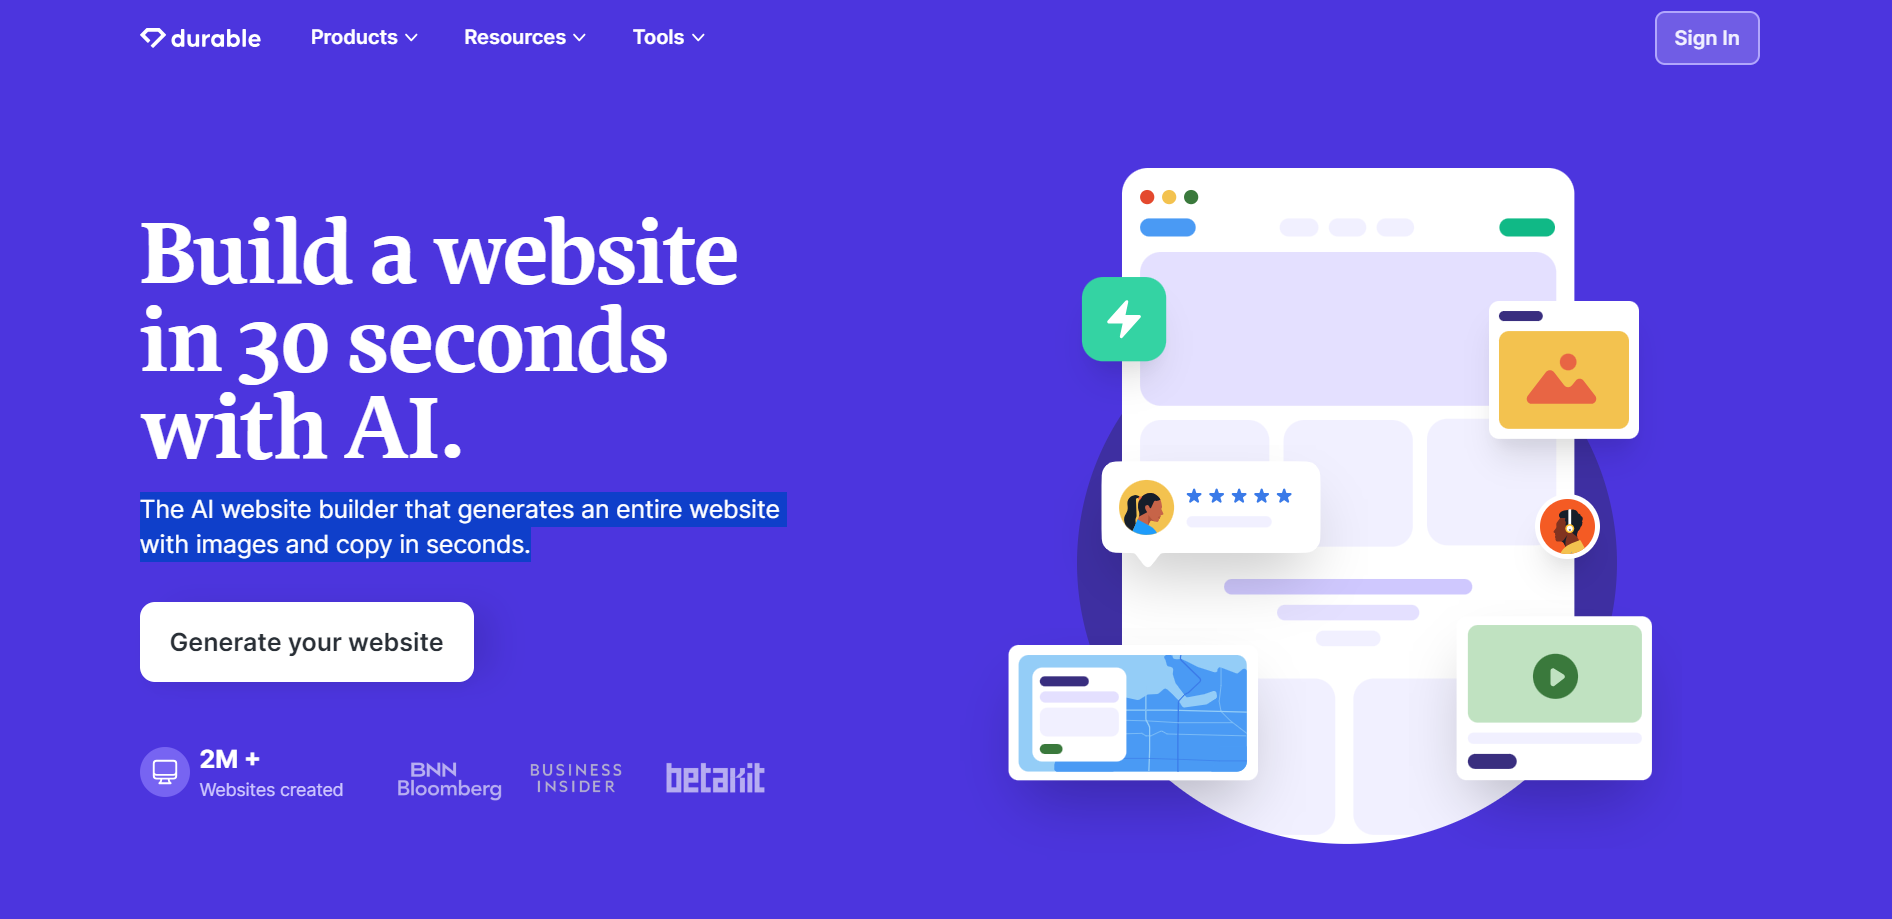 durable
Products
Resources
Tools
Sign In
Build a website
in 30 seconds
with AI.
The AI website builder that generates an entire website
with images and copy in seconds.
Generate your website
2M +
Websites created
BNN
Bloomberg
BUSINESS
INSIDER
betakit